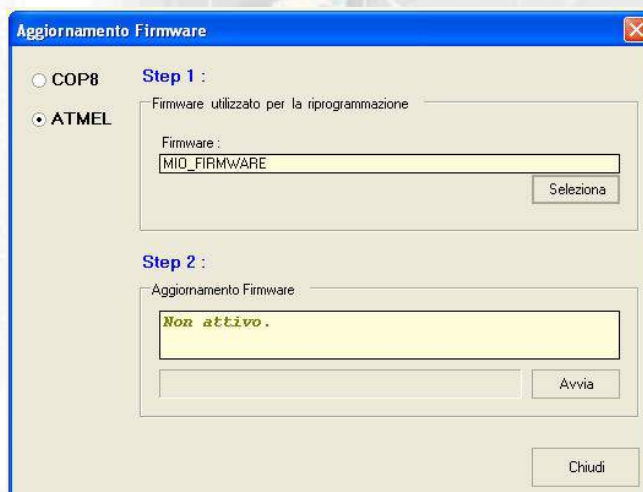 Aggiornamento Firmware
COP8
ATMEL
Step 1 :
Firmware utilizzato per la riprogrammazione
Firmware :
MIO_FIRMWARE
Seleziona
Step 2 :
Aggiornamento Firmware
Non attivo.
Avvia
Chiudi